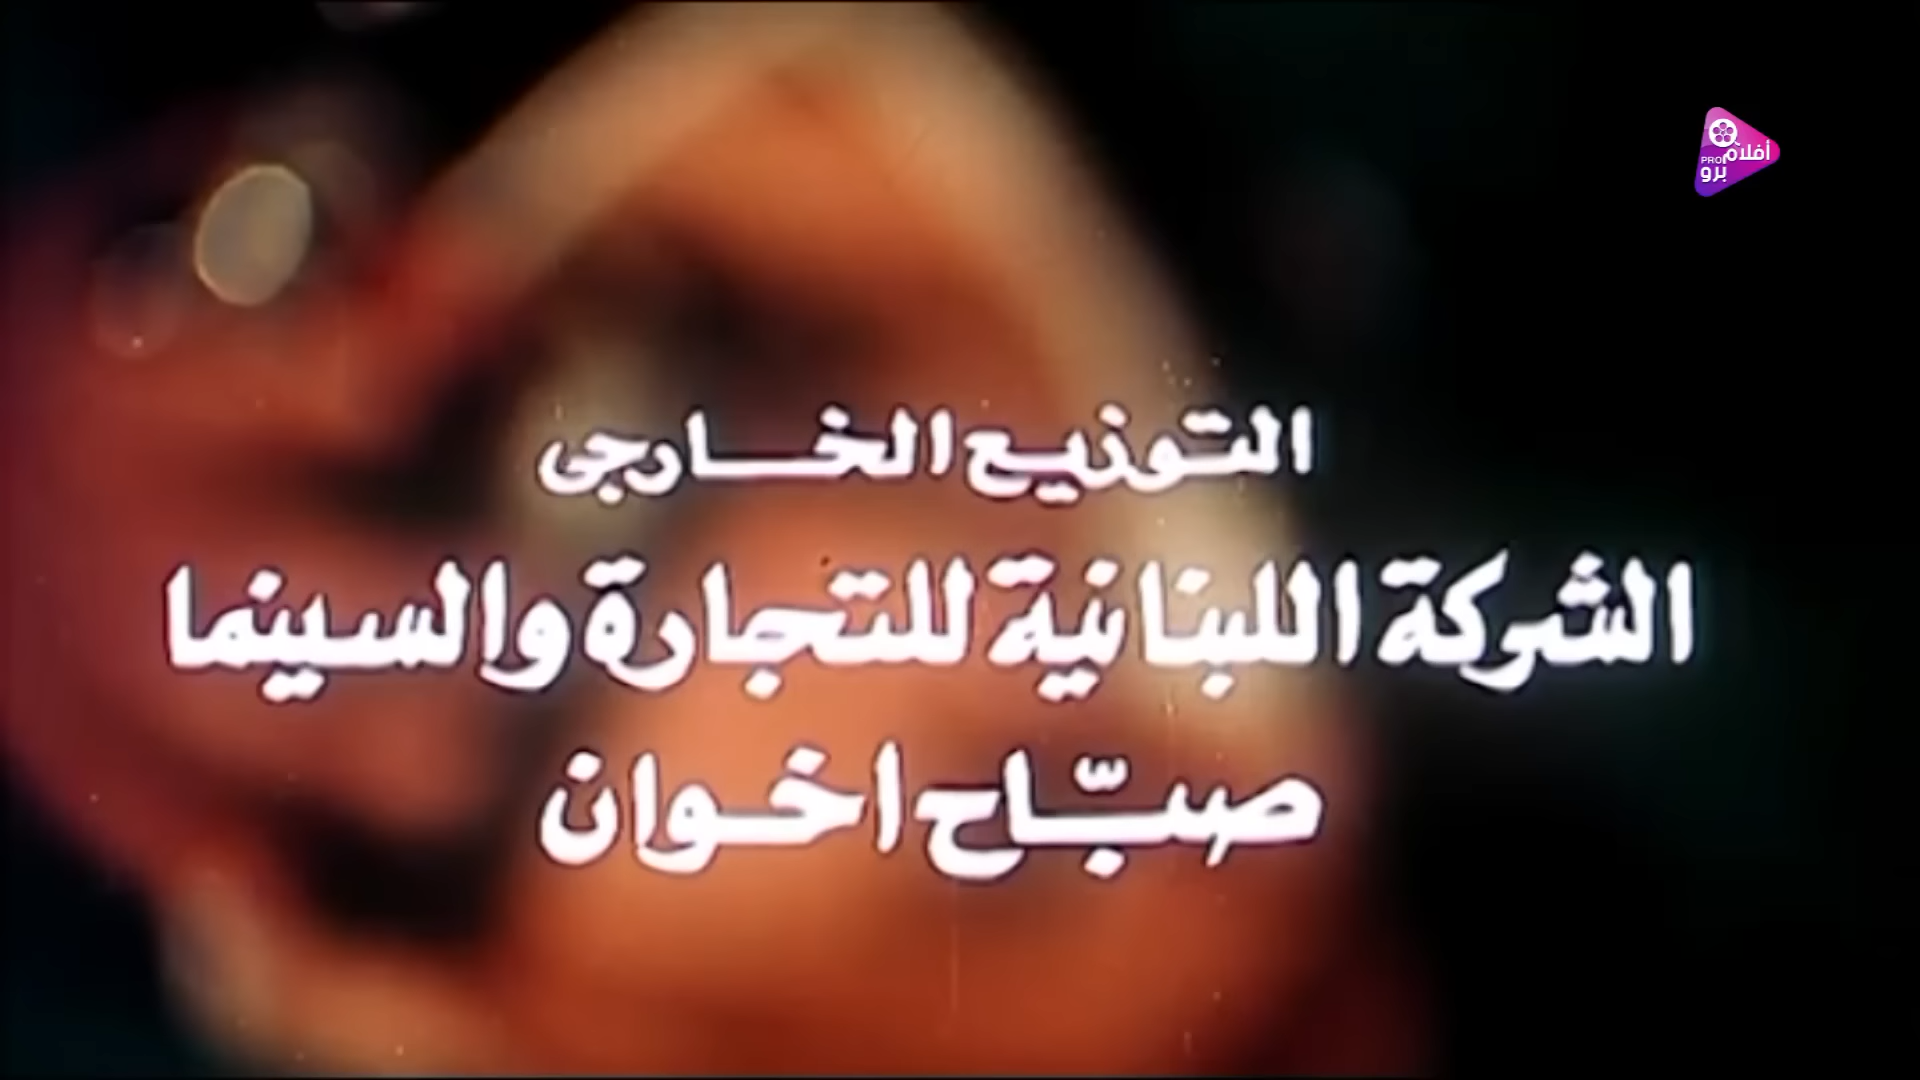 أفلام
PRO برو
التوزيع الخارجى
الشركة اللبنانية للتجارة والسينما
صبّاح اخوان